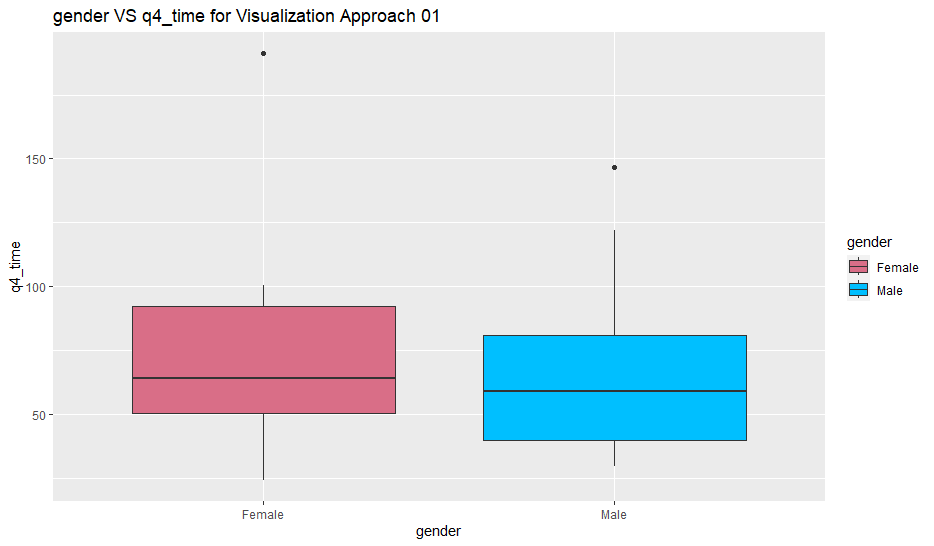 gender VS q4_time for Visualization Approach 01
150
100
50
q4_time
Female
Male
gender
gender
Female
Male